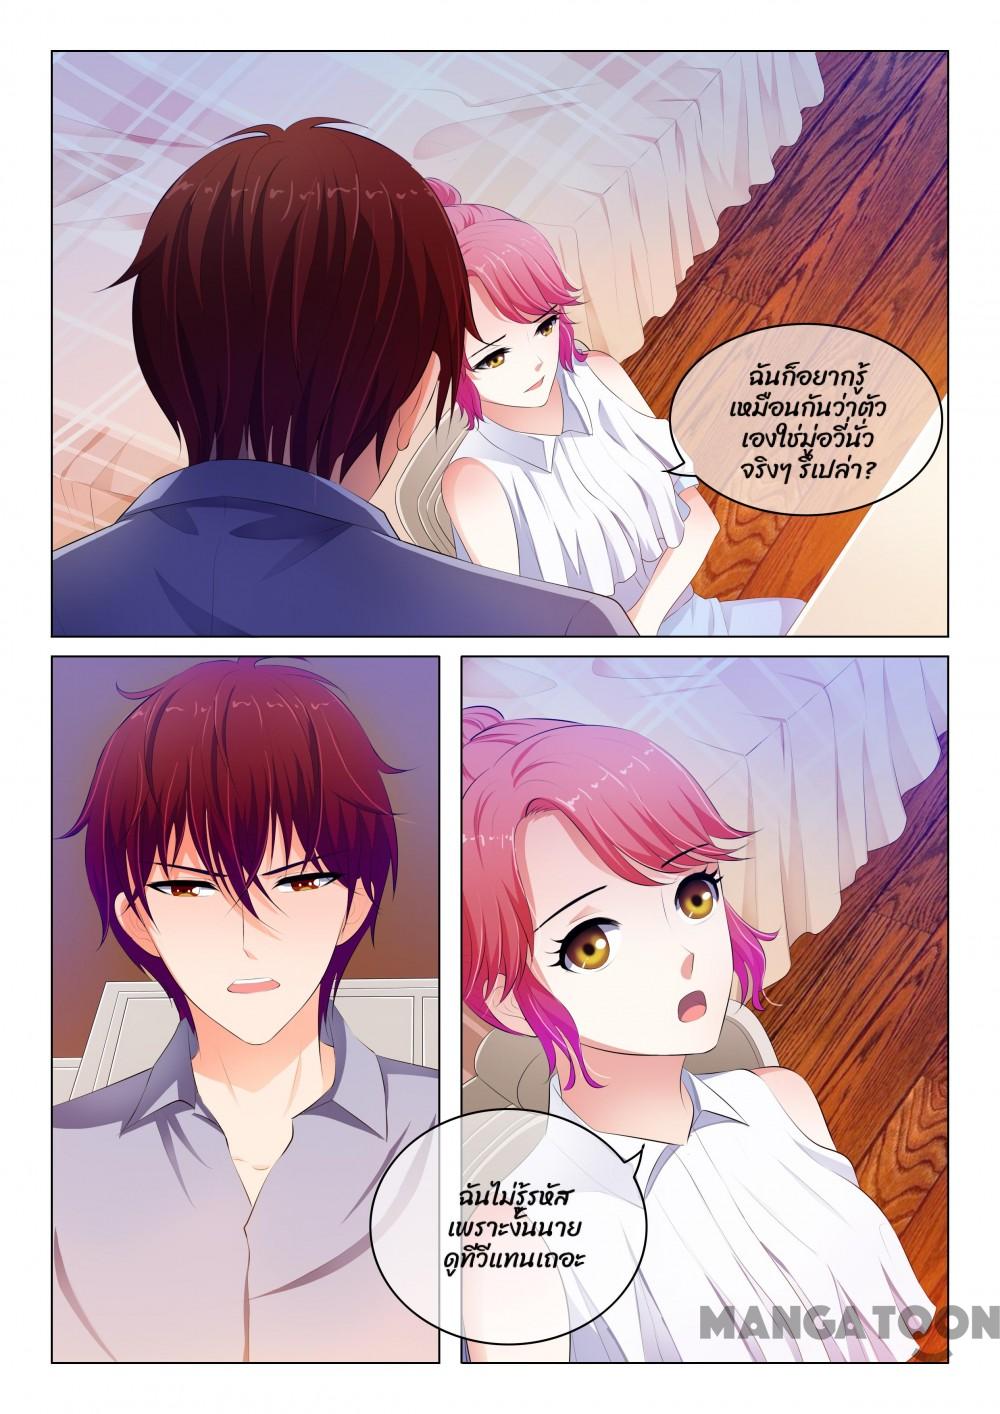 ฉันก็อยากรู้
เหมือนกันว่าตัว
เองใช่มู่อวี่นั่ว
จริงๆ รึเปล่า?
ฉันไม่รู้รหัส
เพราะงั้นนาย
ดูทีวีแทนเถอะ
MANGA TOON